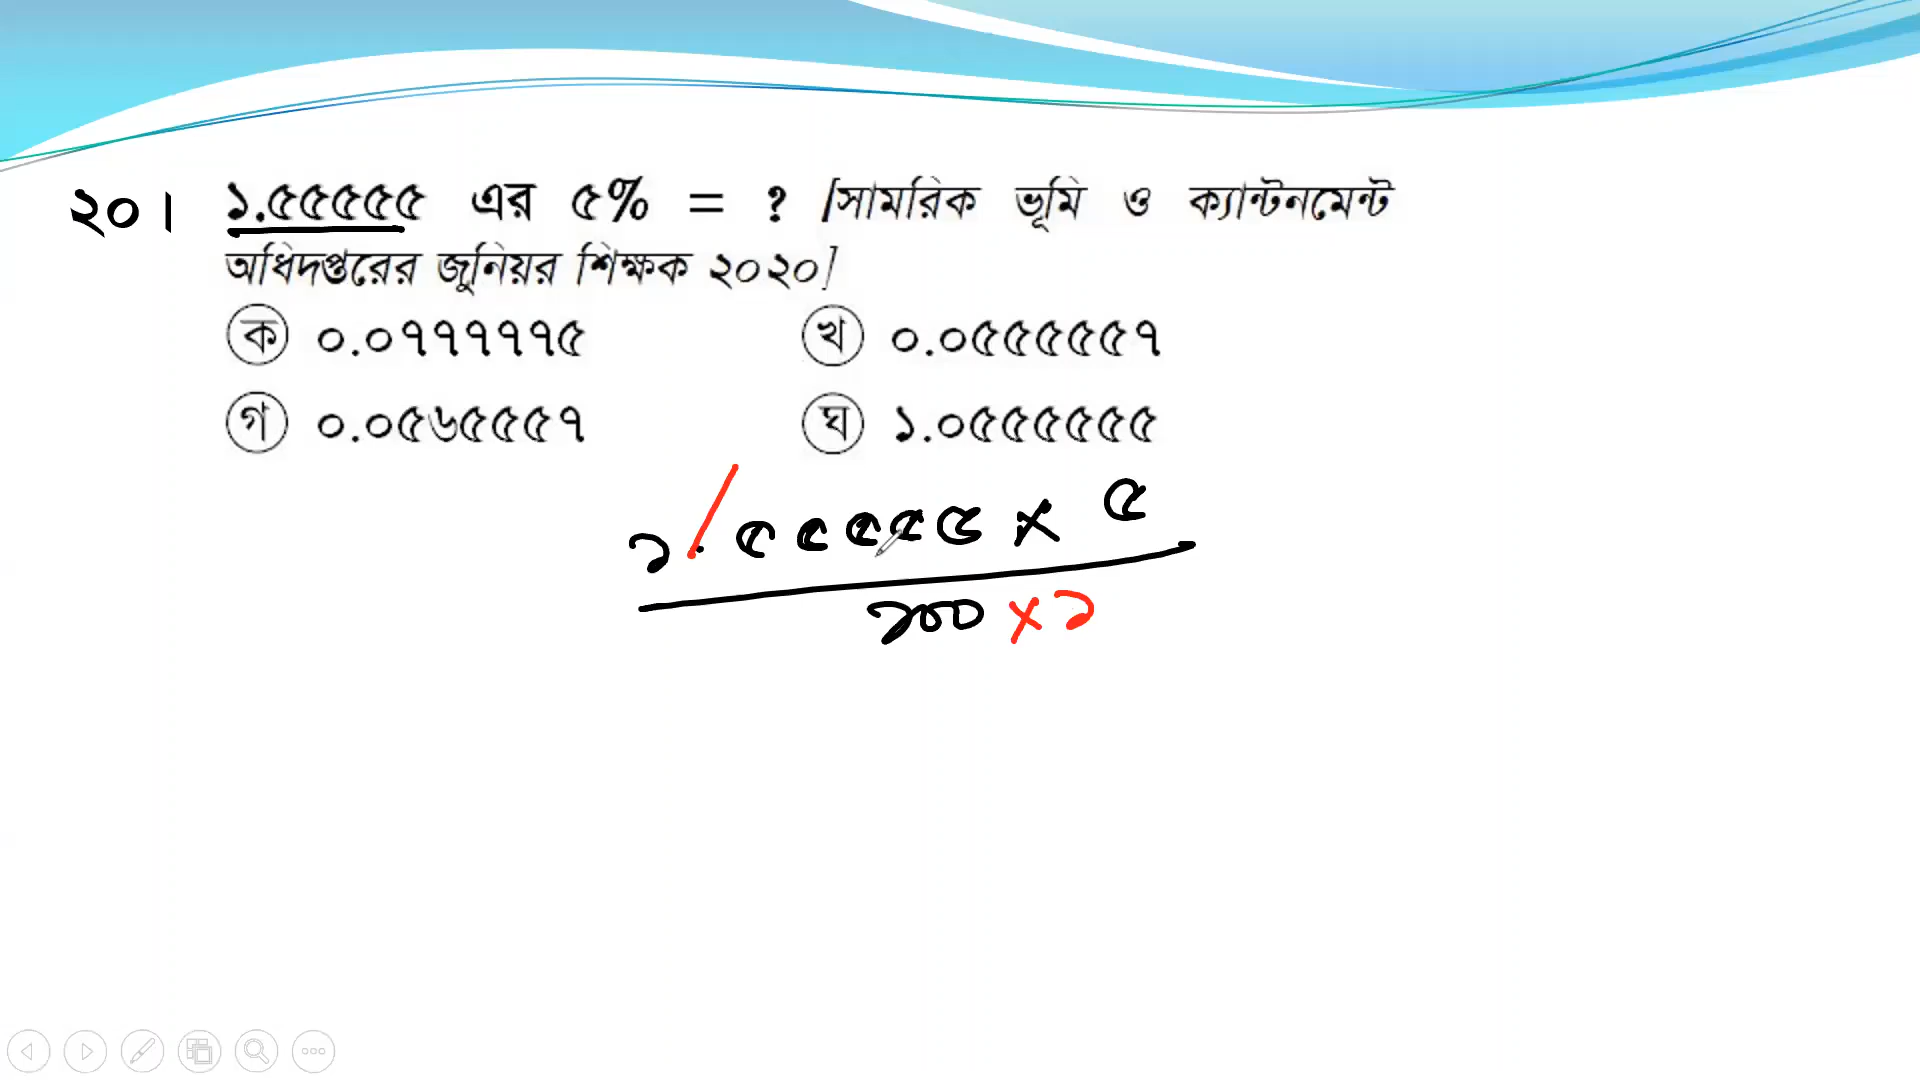 ২০। ১.৫৫৫৫৫ এর ৫% = ? [সামরিক ভূমি ও ক্যান্টনমেন্ট
অধিদপ্তরের জুনিয়র শিক্ষক ২০২০]
ক ০.০৭৭৭৭৭৫ খ ০.০৫৫৫৫৫৭
গ ০.০৫৬৫৫৫৭ ঘ ১.০৫৫৫৫৫৫
১.৫৫৫৫৫ × ৫
১০০ × ১